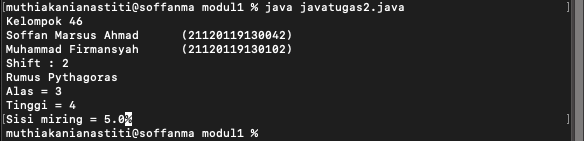 [muthiakanianastiti@soffanma modul1 % java javatugas2.java ]
Kelompok 46
Soffan Marsus Ahmad (21120119130042)
Muhammad Firmansyah (21120119130102)
Shift : 2
Rumus Pythagoras
Alas = 3
Tinggi = 4
[Sisi miring = 5.0% ]
muthiakanianastiti@soffanma modul1 %